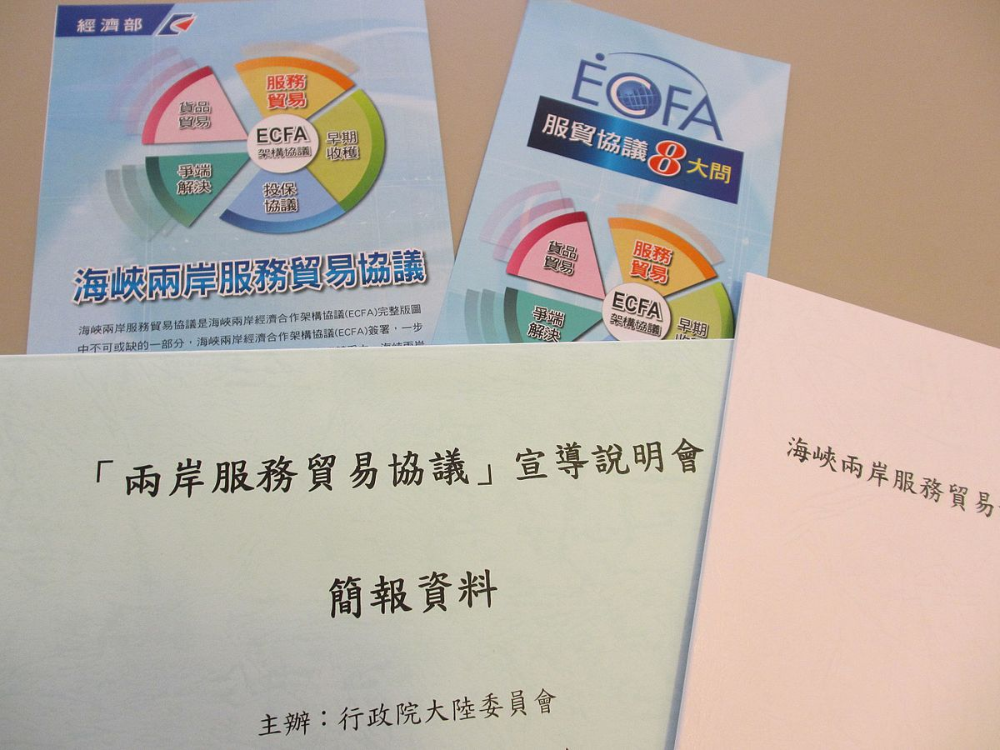 經濟部
服務
貿易
貨品
貿易
ECFA
架構協議
早期
收穫
爭端
解決
投保
協議
海峽兩岸服務貿易協議
海峽兩岸服務貿易協議是海峽兩岸經濟合作架構協議(ECFA)完整版圖
中不可或缺的一部分，海峽兩岸經濟合作架構協議(ECFA)簽署，一步
ECFA
服貿協議8大問
貨品
貿易
服務
貿易
ECFA
架構協議
爭端
解決
早期
「兩岸服務貿易協議」宣導說明會
簡報資料
主辦：行政院大陸委員會
海峽兩岸服務貿易